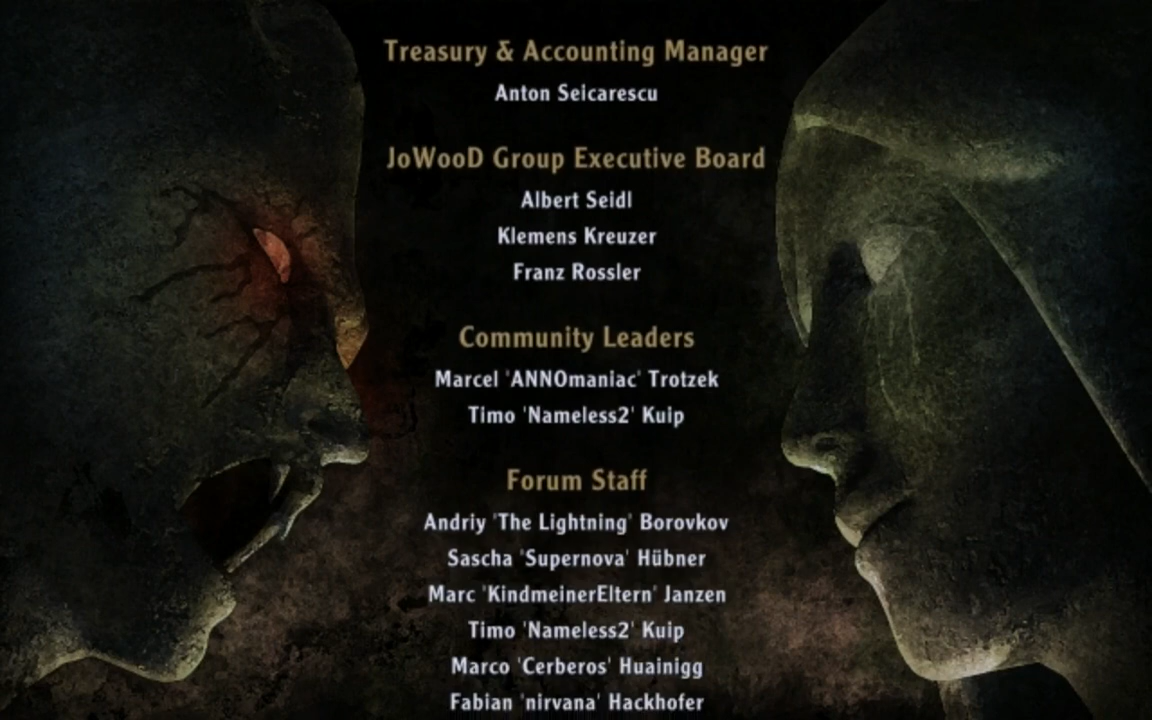 Treasury & Accounting Manager
Anton Seicarescu
JoWooD Group Executive Board
Albert Seidl
Klemens Kreuzer
Franz Rossler
Community Leaders
Marcel 'ANNOmaniac' Trotzek
Timo 'Nameless2' Kuip
Forum Staff
Andriy 'The Lightning' Borovkov
Sascha 'Supernova' Hübner
Marc 'KindmeinerEltern' Janzen
Timo 'Nameless2' Kuip
Marco 'Cerberos' Huainigg
Fabian 'nirvana' Hackhofer